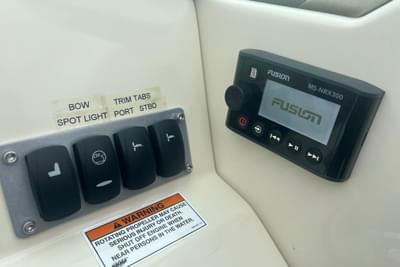 BOW
SPOT LIGHT
TRIM TABS
PORT STBD
FUSION
MS-NRX300
FUSION
WARNING
ROTATING PROPELLER MAY CAUSE
SERIOUS INJURY OR DEATH.
SHUT OFF ENGINE WHEN
NEAR PERSONS IN THE WATER.